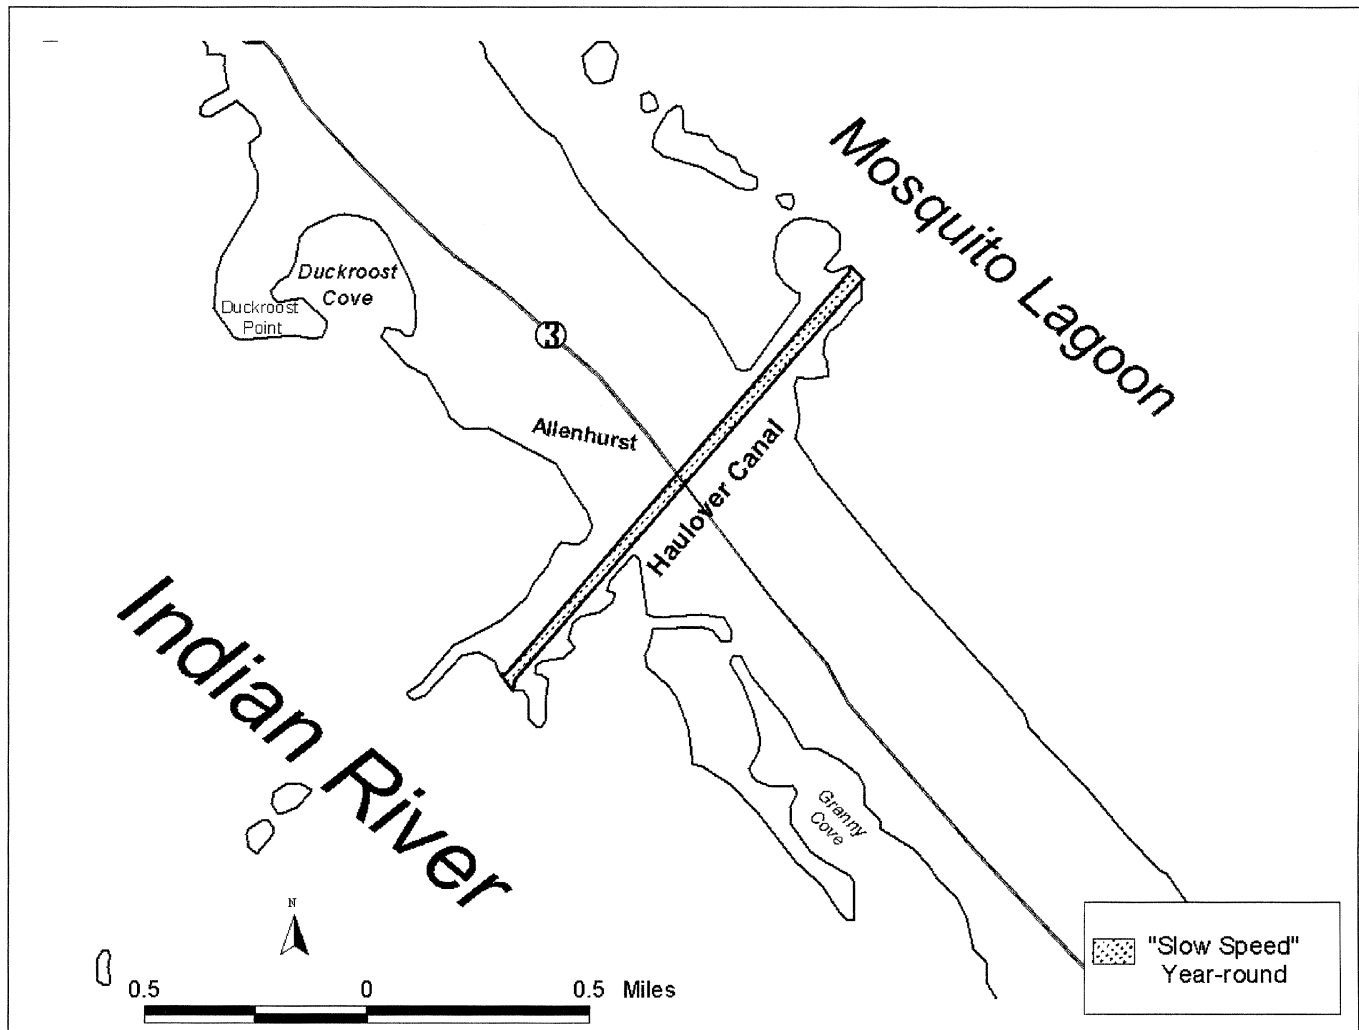 Mosquito Lagoon
Duckroost
Cove
Duckroost
Point
3
Allenhurst
Haulover Canal
Indian River
Granny
Cove
N
"Slow Speed"
Year-round
0.5 0 0.5 Miles